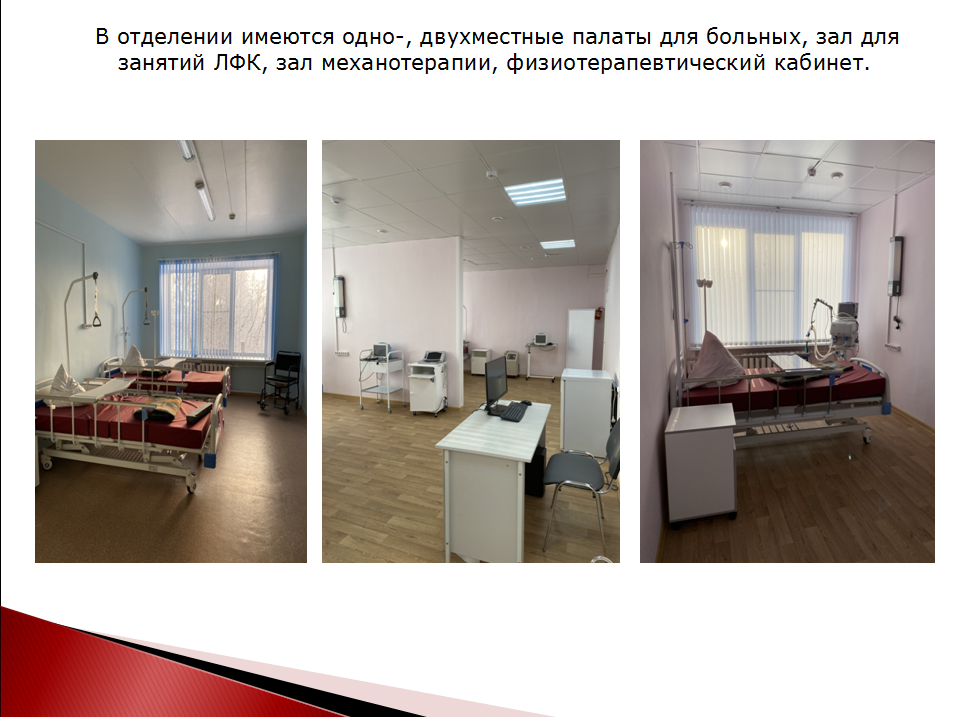 В отделении имеются одно-, двухместные палаты для больных, зал для
занятий ЛФК, зал механотерапии, физиотерапевтический кабинет.